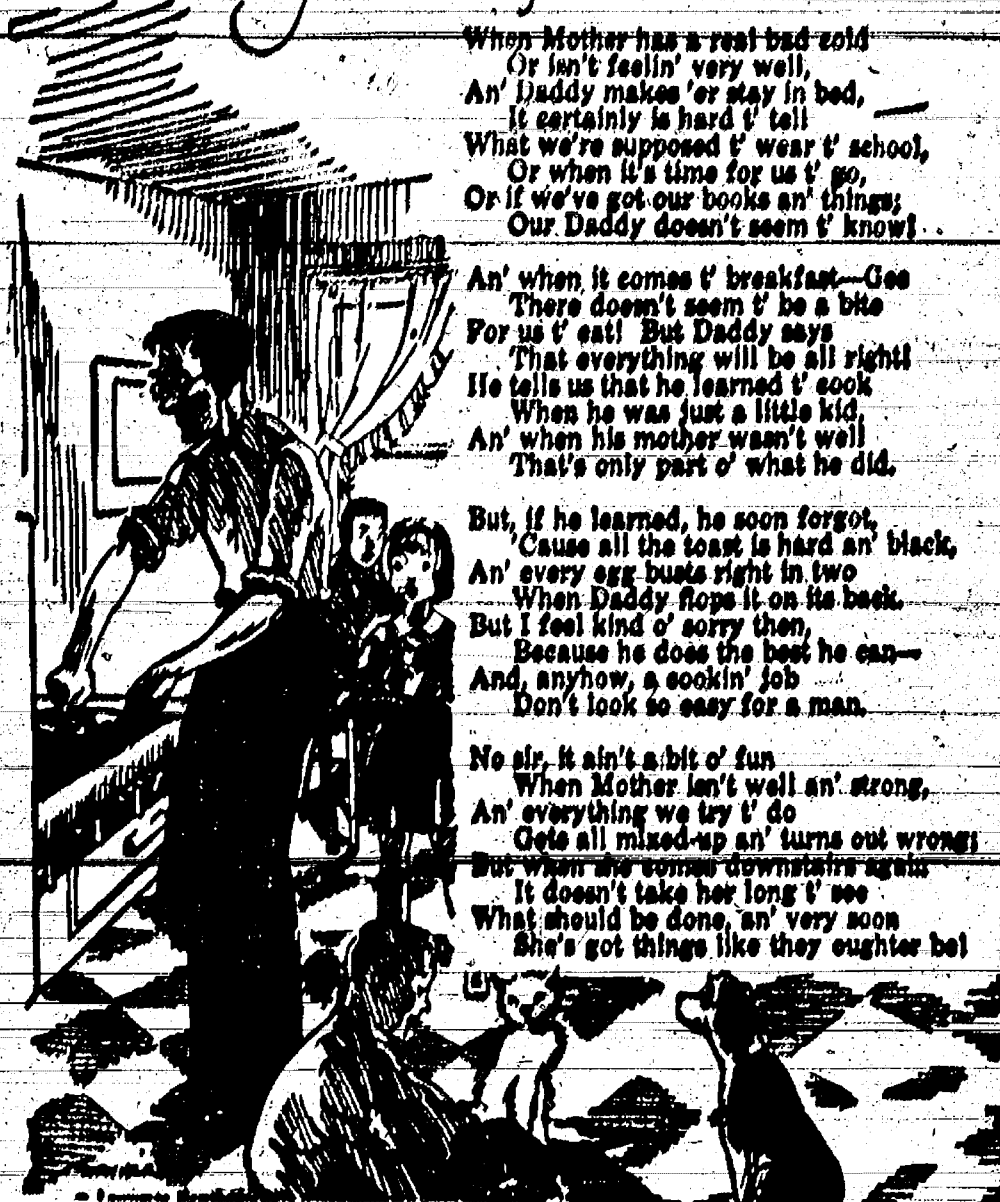 When Mother has a real bad cold
Or isn't feelin' very well,
An' Daddy makes 'er stay in bed,
It certainly is hard t' tell
What we're supposed t' wear t' school,
Or when it's time for us t' go,
Or if we've got our books an' things;
Our Daddy doesn't seem t' know!
An' when it comes t' breakfast—Gee
There doesn't seem t' be a bite
For us t' eat! But Daddy says
That everything will be all right!
He tells us that he learned t' cook
When he was just a little kid,
An' when his mother wasn't well
That's only part o' what he did.
But, if he learned, he soon forgot,
'Cause all the toast is hard an' black,
An' every egg busts right in two
When Daddy flops it on its back.
But I feel kind o' sorry then,
Because he does the best he can—
And, anyhow, a cookin' job
Don't look so easy for a man.
No sir, it ain't a bit o' fun
When Mother isn't well an' strong,
An' everything we try t' do
Gets all mixed-up an' turns out wrong;
But when she comes downstairs again
It doesn't take her long t' see
What should be done, an' very soon
She's got things like they oughter be!